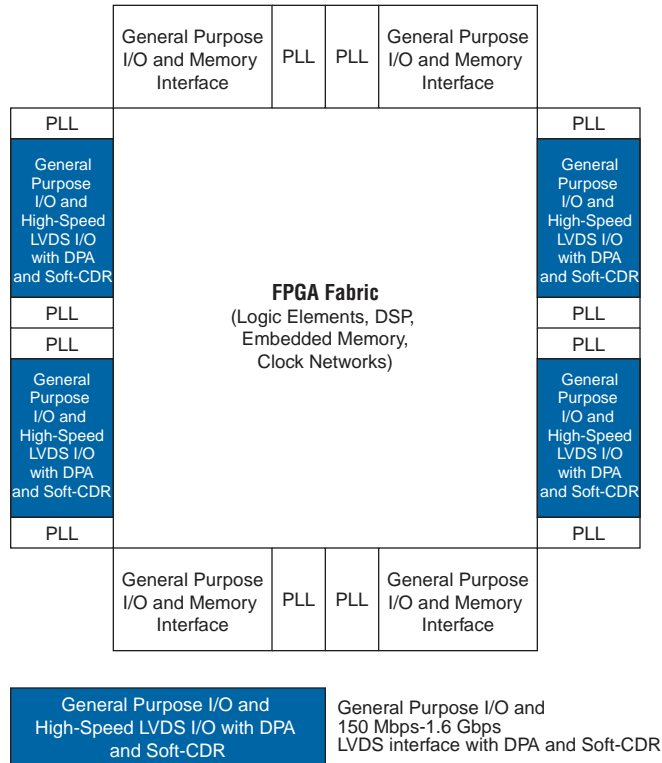 General Purpose
I/O and Memory
Interface
PLL
PLL
General Purpose
I/O and Memory
Interface
PLL
General
Purpose
I/O and
High-Speed
LVDS I/O
with DPA
and Soft-CDR
PLL
PLL
General
Purpose
I/O and
High-Speed
LVDS I/O
with DPA
and Soft-CDR
PLL
FPGA Fabric
(Logic Elements, DSP,
Embedded Memory,
Clock Networks)
PLL
General
Purpose
I/O and
High-Speed
LVDS I/O
with DPA
and Soft-CDR
PLL
PLL
General
Purpose
I/O and
High-Speed
LVDS I/O
with DPA
and Soft-CDR
PLL
General Purpose
I/O and Memory
Interface
PLL
PLL
General Purpose
I/O and Memory
Interface
General Purpose I/O and
High-Speed LVDS I/O with DPA
and Soft-CDR
General Purpose I/O and
150 Mbps-1.6 Gbps
LVDS interface with DPA and Soft-CDR